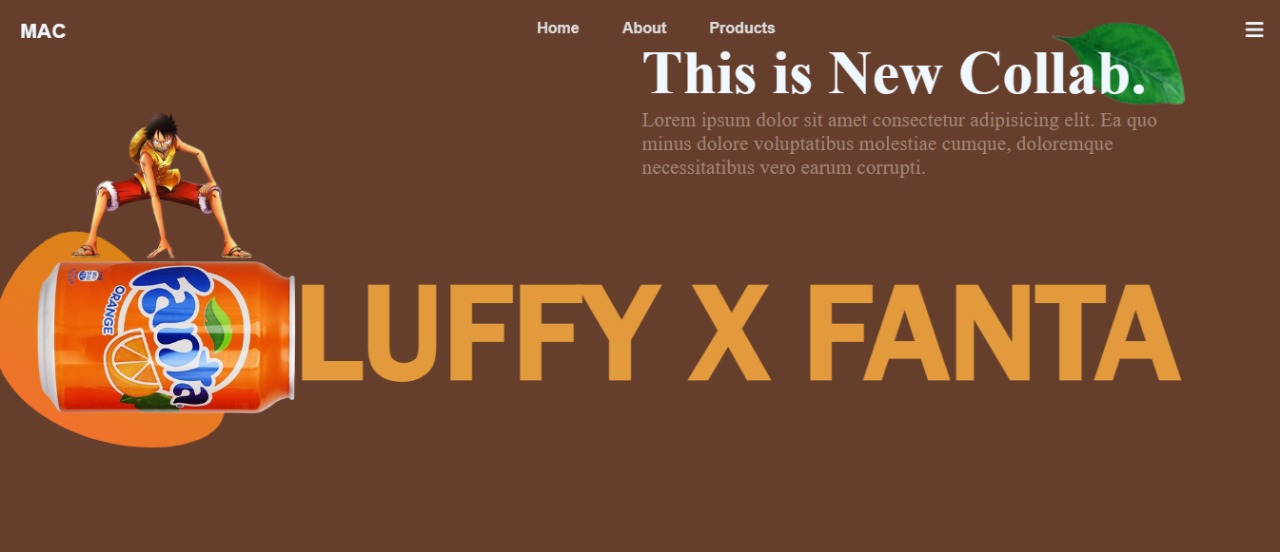 MAC
Home About Products
This is New Collab.
Lorem ipsum dolor sit amet consectetur adipisicing elit. Ea quo
minus dolore voluptatibus molestiae cumque, doloremque
necessitatibus vero earum corrupti.
fanta
ORANGE
LUFFY X FANTA